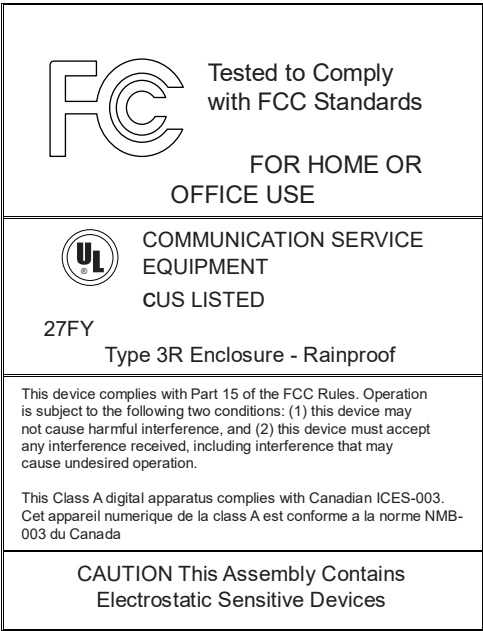 FC
Tested to Comply
with FCC Standards
FOR HOME OR
OFFICE USE
UL
®
COMMUNICATION SERVICE
EQUIPMENT
CUS LISTED
27FY
Type 3R Enclosure - Rainproof
This device complies with Part 15 of the FCC Rules. Operation
is subject to the following two conditions: (1) this device may
not cause harmful interference, and (2) this device must accept
any interference received, including interference that may
cause undesired operation.
This Class A digital apparatus complies with Canadian ICES-003.
Cet appareil numerique de la class A est conforme a la norme NMB-
003 du Canada
CAUTION This Assembly Contains
Electrostatic Sensitive Devices